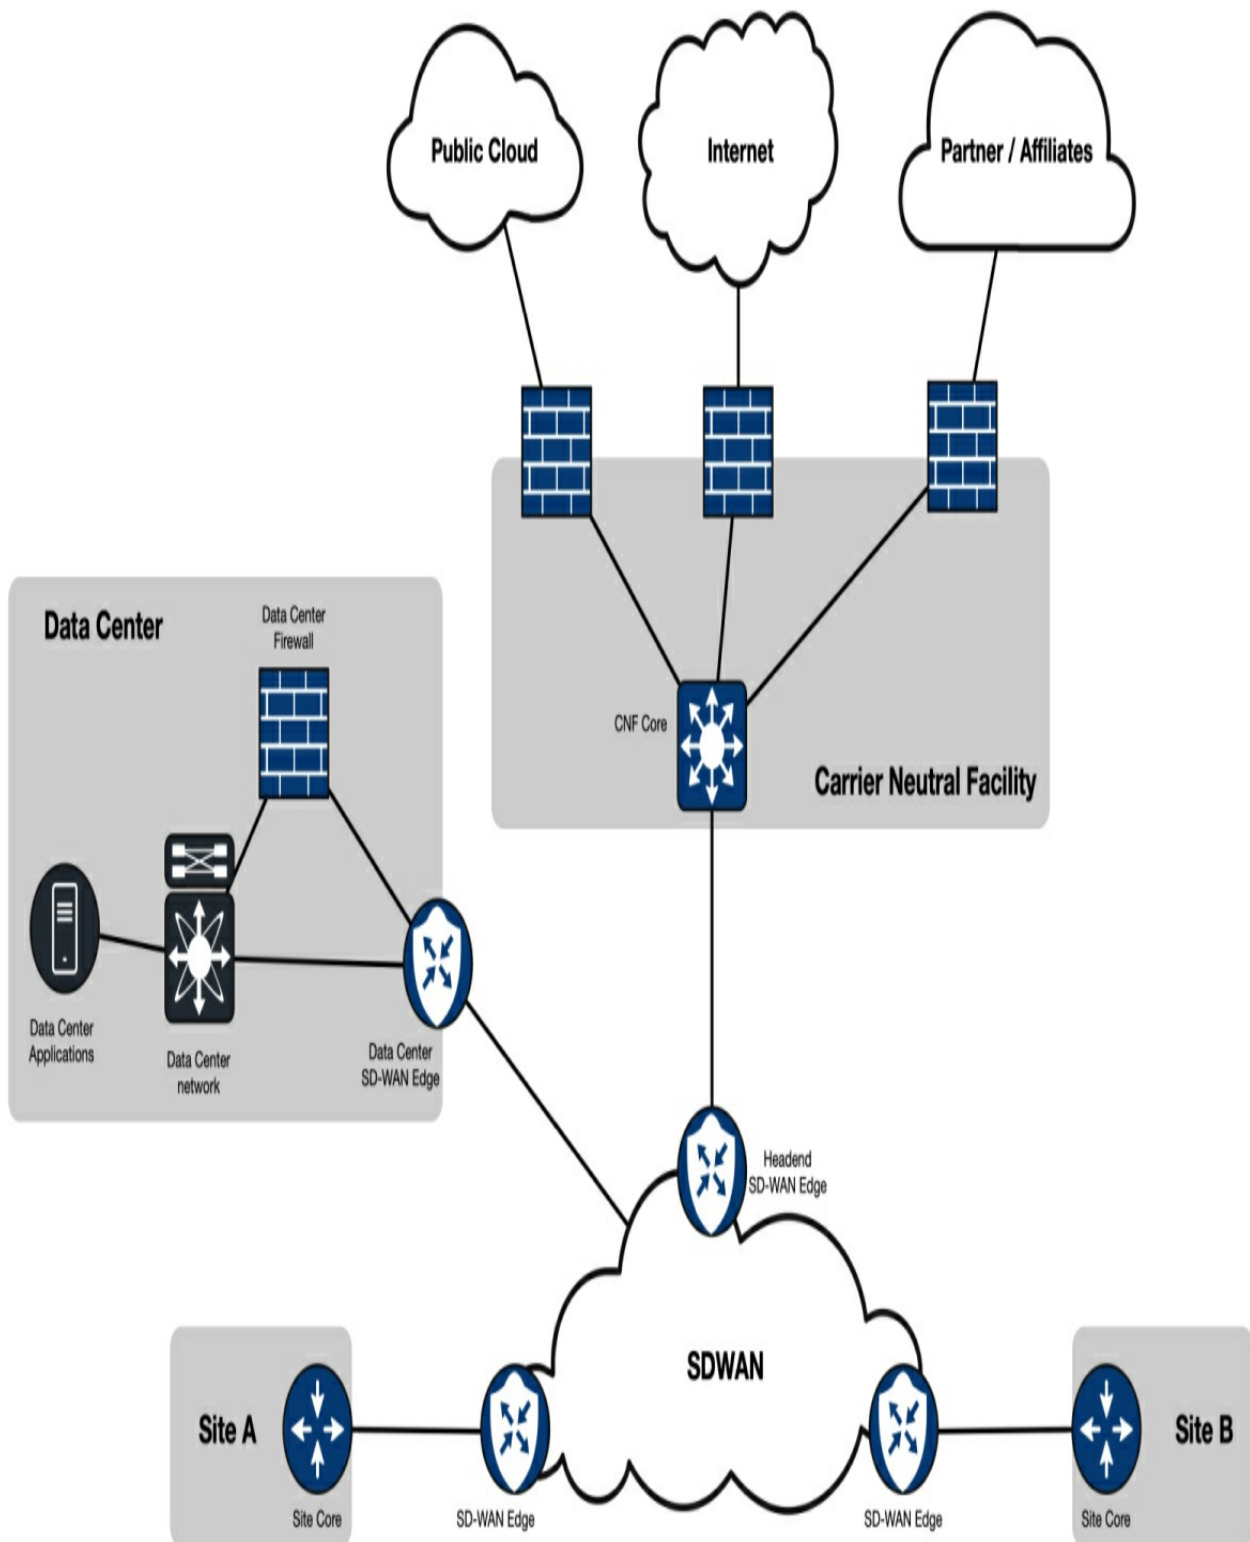 Public Cloud
Internet
Partner / Affiliates
Data Center
Data Center
Firewall
CNF Core
Carrier Neutral Facility
Data Center
Applications
Data Center
network
Data Center
SD-WAN Edge
Headend
SD-WAN Edge
SDWAN
Site A
Site B
Site Core
SD-WAN Edge
SD-WAN Edge
Site Core